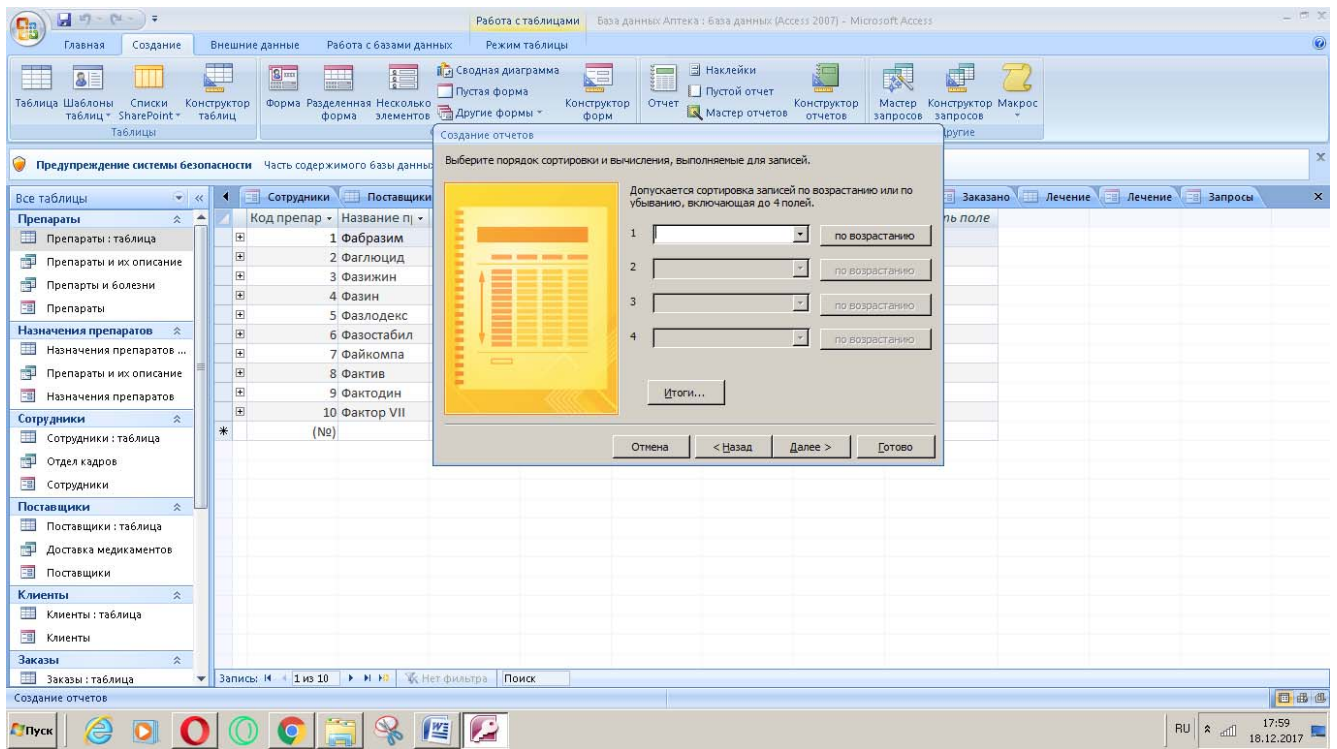 Работа с таблицами База данных Аптека : база данных (Access 2007) - Microsoft Access
Главная Создание Внешние данные Работа с базами данных Режим таблицы
Таблица
Шаблоны таблиц
Списки SharePoint
Конструктор таблиц
Таблицы
Форма
Разделенная форма
Несколько элементов
Сводная диаграмма
Пустая форма
Другие формы
Конструктор форм
Отчет
Наклейки
Пустой отчет
Мастер отчетов
Конструктор отчетов
Мастер запросов
Конструктор запросов
Макрос
Другие
Предупреждение системы безопасности Часть содержимого базы данны
Все таблицы
Препараты
Препараты : таблица
Препараты и их описание
Препарты и болезни
Препараты
Назначения препаратов
Назначения препаратов ...
Препараты и их описание
Назначения препаратов
Сотрудники
Сотрудники : таблица
Отдел кадров
Сотрудники
Поставщики
Поставщики : таблица
Доставка медикаментов
Поставщики
Клиенты
Клиенты : таблица
Клиенты
Заказы
Заказы : таблица
Сотрудники Поставщики Заказано Лечение Лечение Запросы
Код препар Название п ть поле
1 Фабразим
2 Фаглюцид
3 Фазижин
4 Фазин
5 Фазлодекс
6 Фазостабил
7 Файкомпа
8 Фактив
9 Фактодин
10 Фактор VII
(№)
Создание отчетов
Выберите порядок сортировки и вычисления, выполняемые для записей.
Допускается сортировка записей по возрастанию или по
убыванию, включающая до 4 полей.
1 по возрастанию
2 по возрастанию
3 по возрастанию
4 по возрастанию
Итоги...
Отмена < Назад Далее > Готово
Запись: 1 из 10 Нет фильтра Поиск
Создание отчетов
Пуск RU 17:59
18.12.2017